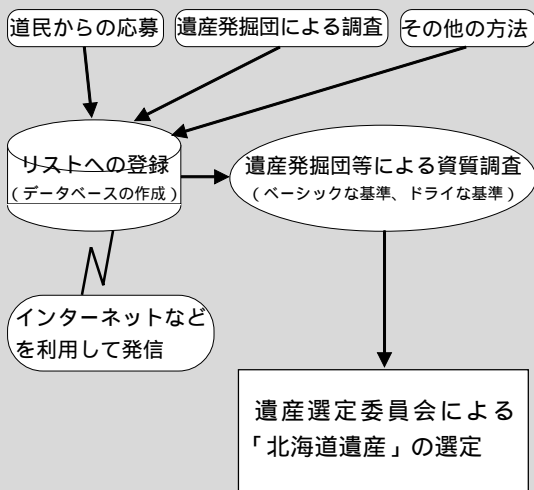 道民からの応募
遺産発掘団による調査
その他の方法
リストへの登録
（データベースの作成）
遺産発掘団等による資質調査
（ベーシックな基準、ドライな基準）
インターネットなど
を利用して発信
遺産選定委員会による
「北海道遺産」の選定